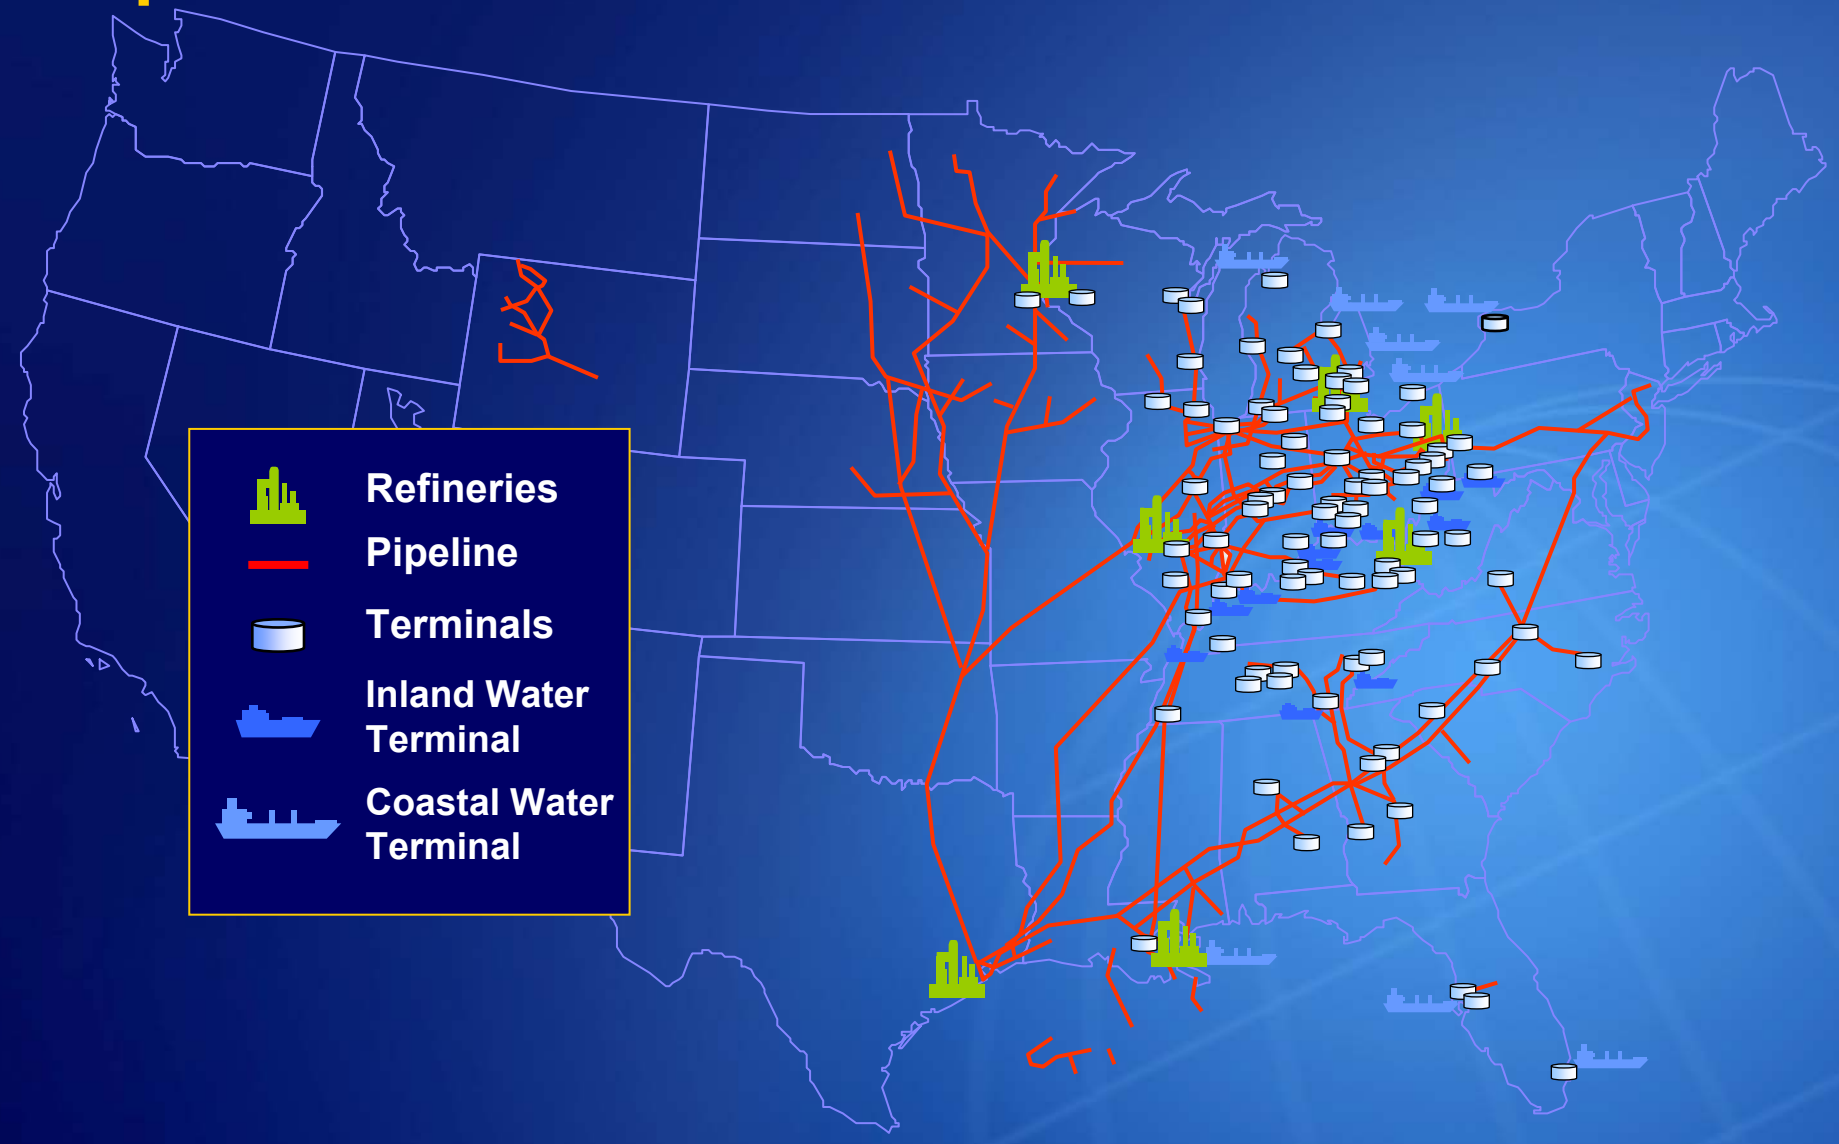 Refineries
Pipeline
Terminals
Inland Water
Terminal
Coastal Water
Terminal